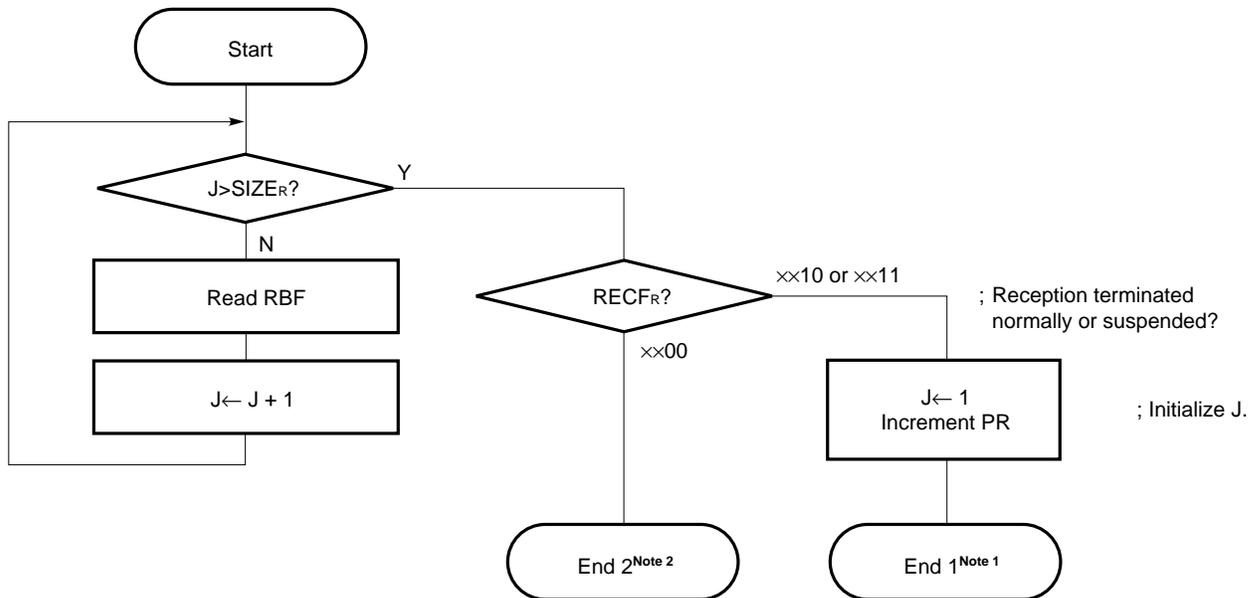 Start
J>SIZER?
Y
N
Read RBF
J← J + 1
RECFR?
××10 or ××11
; Reception terminated
normally or suspended?
××00
J← 1
Increment PR
; Initialize J.
End 2Note 2
End 1Note 1